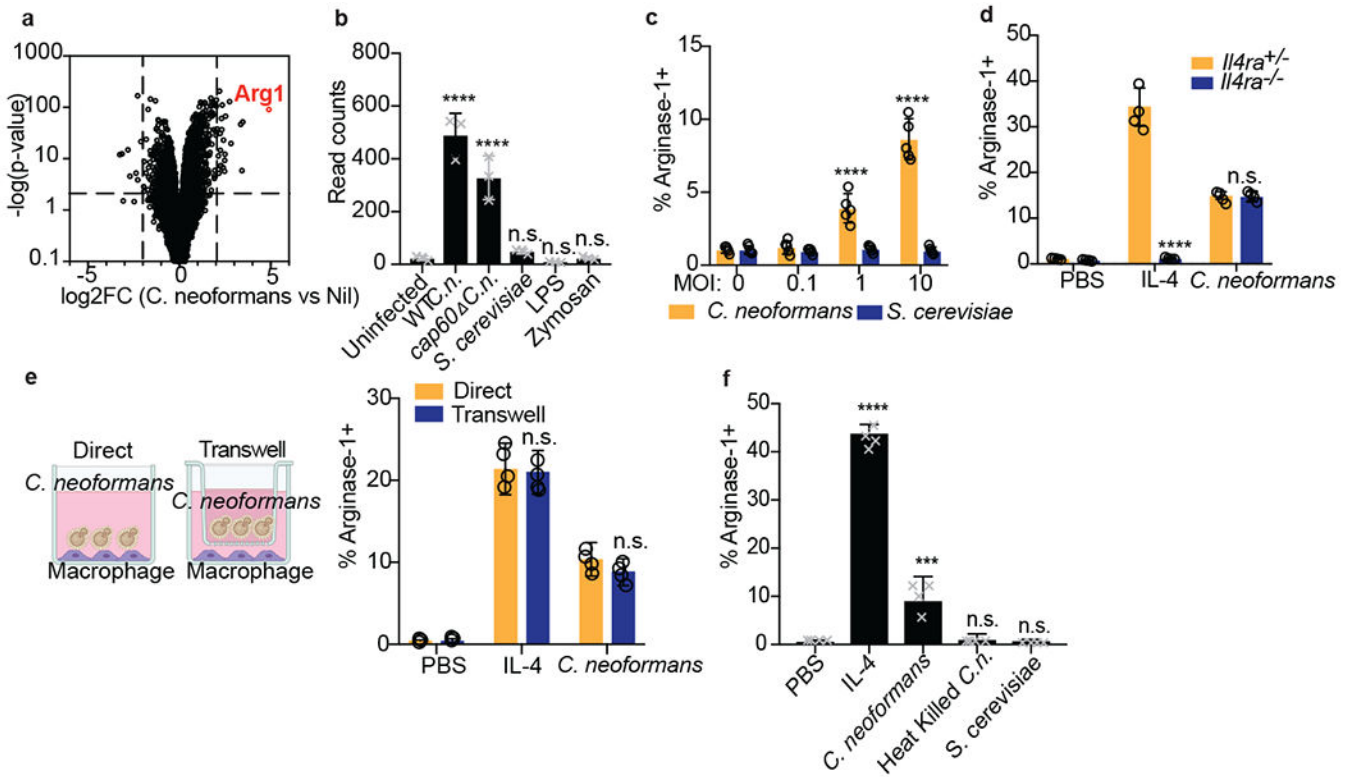 a
1000
100
10
1
0.1
-log(p-value)
Arg1
-5
0
5
log2FC (C. neoformans vs Nil)
b
800
600
400
200
0
Read counts
****
****
n.s.
n.s.
n.s.
Uninfected
WTC.n.
cap60ΔC.n.
S. cerevisiae
LPS
Zymosan
c
15
10
5
0
% Arginase-1+
****
****
MOI: 0 0.1 1 10
C. neoformans S. cerevisiae
d
40
30
20
10
0
% Arginase-1+
Il4ra+/-
Il4ra-/-
****
n.s.
PBS IL-4 C. neoformans
e
Direct
Transwell
C. neoformans
C. neoformans
Macrophage
Macrophage
30
20
10
0
% Arginase-1+
Direct
Transwell
n.s.
n.s.
PBS IL-4 C. neoformans
f
50
40
30
20
10
0
% Arginase-1+
****
***
n.s.
n.s.
PBS
IL-4
C. neoformans
Heat Killed C.n.
S. cerevisiae